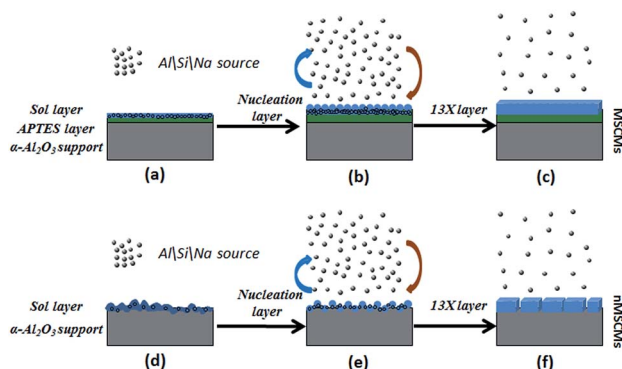 Al\Si\Na source
Sol layer
APTES layer
α-Al2O3 support
Nucleation
layer
13X layer
MSCMs
(a)
(b)
(c)
Al\Si\Na source
Sol layer
α-Al2O3 support
Nucleation
layer
13X layer
nMSCMs
(d)
(e)
(f)